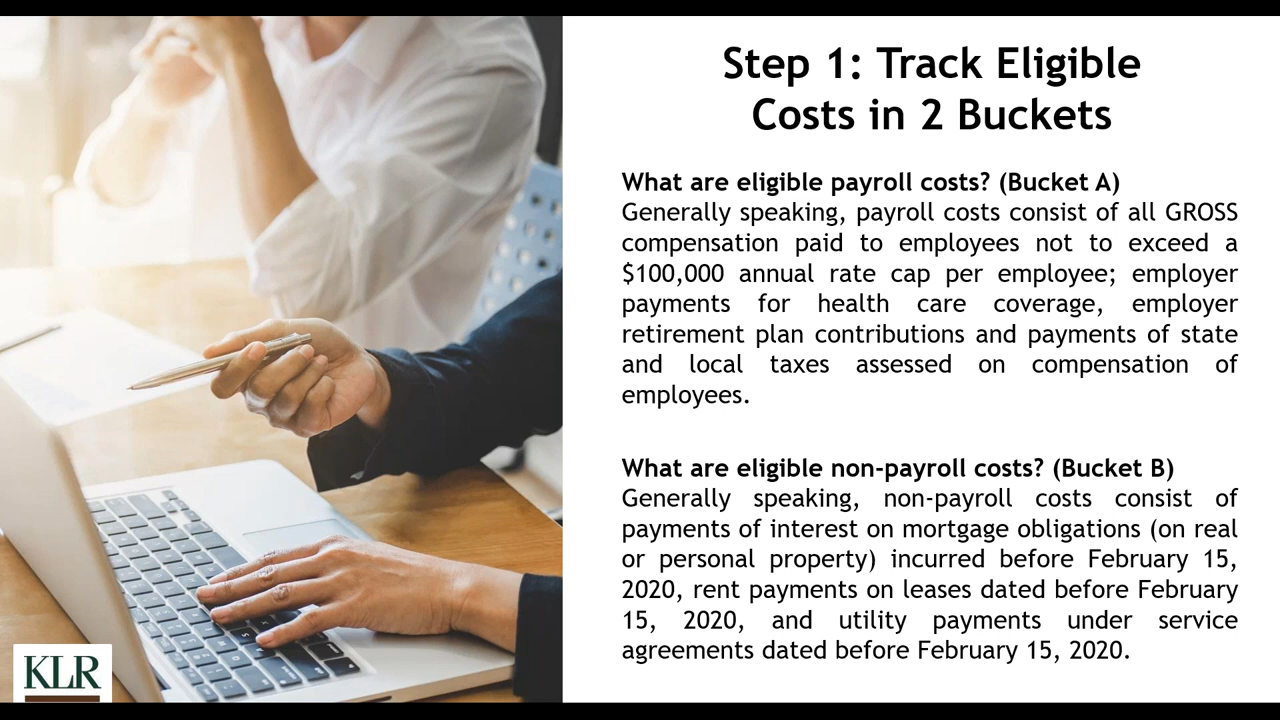 Step 1: Track Eligible
Costs in 2 Buckets
What are eligible payroll costs? (Bucket A)
Generally speaking, payroll costs consist of all GROSS
compensation paid to employees not to exceed a
$100,000 annual rate cap per employee; employer
payments for health care coverage, employer
retirement plan contributions and payments of state
and local taxes assessed on compensation of
employees.
What are eligible non-payroll costs? (Bucket B)
Generally speaking, non-payroll costs consist of
payments of interest on mortgage obligations (on real
or personal property) incurred before February 15,
2020, rent payments on leases dated before February
15, 2020, and utility payments under service
agreements dated before February 15, 2020.
KLR